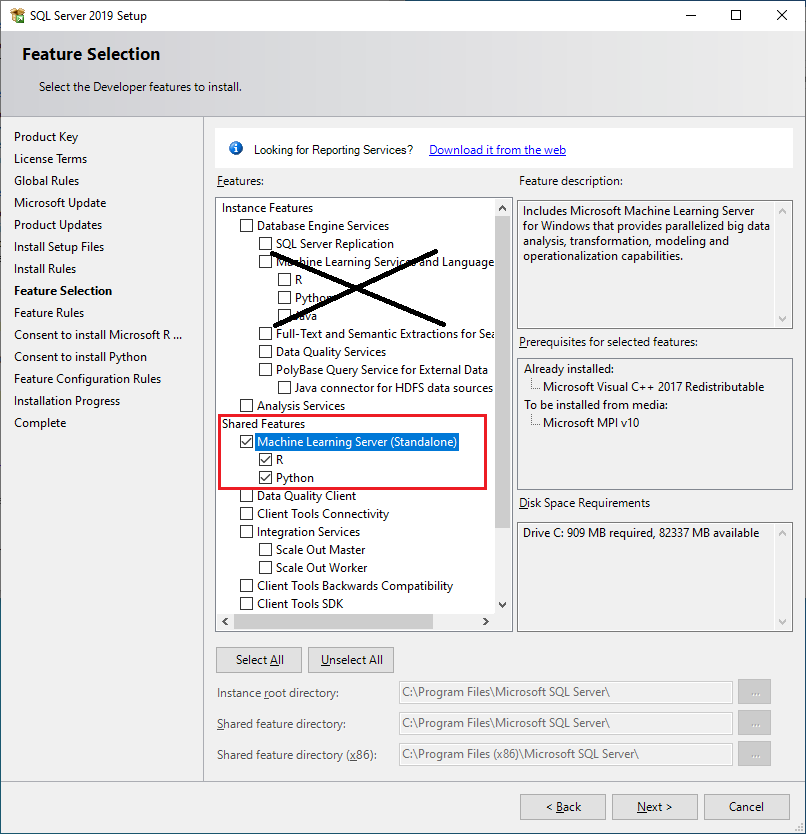 SQL Server 2019 Setup
Feature Selection
Select the Developer features to install.
Product Key
License Terms
Global Rules
Microsoft Update
Product Updates
Install Setup Files
Install Rules
Feature Selection
Feature Rules
Consent to install Microsoft R ...
Consent to install Python
Feature Configuration Rules
Installation Progress
Complete
Looking for Reporting Services? Download it from the web
Features:
Instance Features
Database Engine Services
SQL Server Replication
Machine Learning Services and Language
R
Python
Java
Full-Text and Semantic Extractions for Sea
Data Quality Services
PolyBase Query Service for External Data
Java connector for HDFS data sources
Analysis Services
Shared Features
Machine Learning Server (Standalone)
R
Python
Data Quality Client
Client Tools Connectivity
Integration Services
Scale Out Master
Scale Out Worker
Client Tools Backwards Compatibility
Client Tools SDK
Feature description:
Includes Microsoft Machine Learning Server
for Windows that provides parallelized big data
analysis, transformation, modeling and
operationalization capabilities.
Prerequisites for selected features:
Already installed:
Microsoft Visual C++ 2017 Redistributable
To be installed from media:
Microsoft MPI v10
Disk Space Requirements
Drive C: 909 MB required, 82337 MB available
Select All
Unselect All
Instance root directory: C:\Program Files\Microsoft SQL Server\ ...
Shared feature directory: C:\Program Files\Microsoft SQL Server\ ...
Shared feature directory (x86): C:\Program Files (x86)\Microsoft SQL Server\ ...
< Back
Next >
Cancel